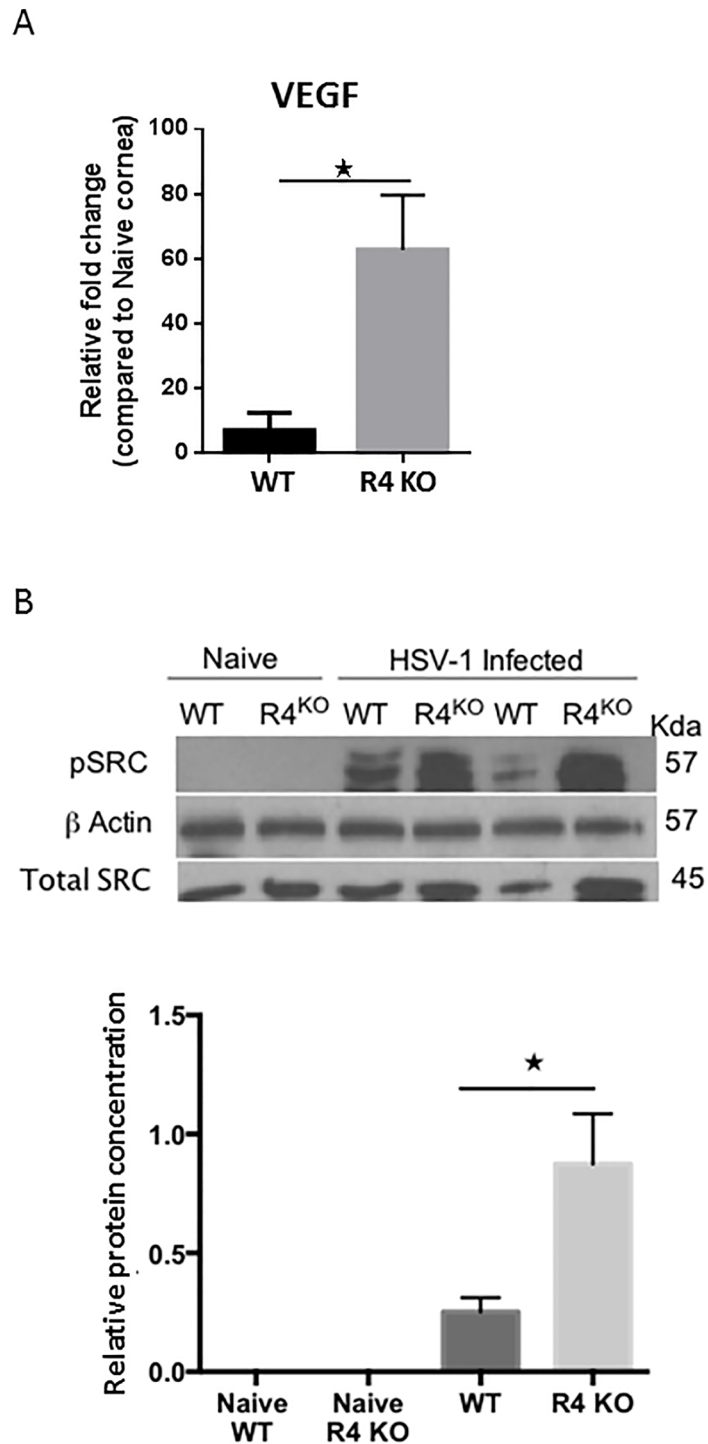 A
VEGF
Relative fold change
(compared to Naive cornea)
100
80
60
40
20
0
★
WT
R4 KO
B
Naive
HSV-1 Infected
WT
R4KO
WT
R4KO
WT
R4KO
Kda
pSRC
57
β Actin
57
Total SRC
45
Relative protein concentration
1.5
1.0
0.5
0.0
★
Naive
WT
Naive
R4 KO
WT
R4 KO